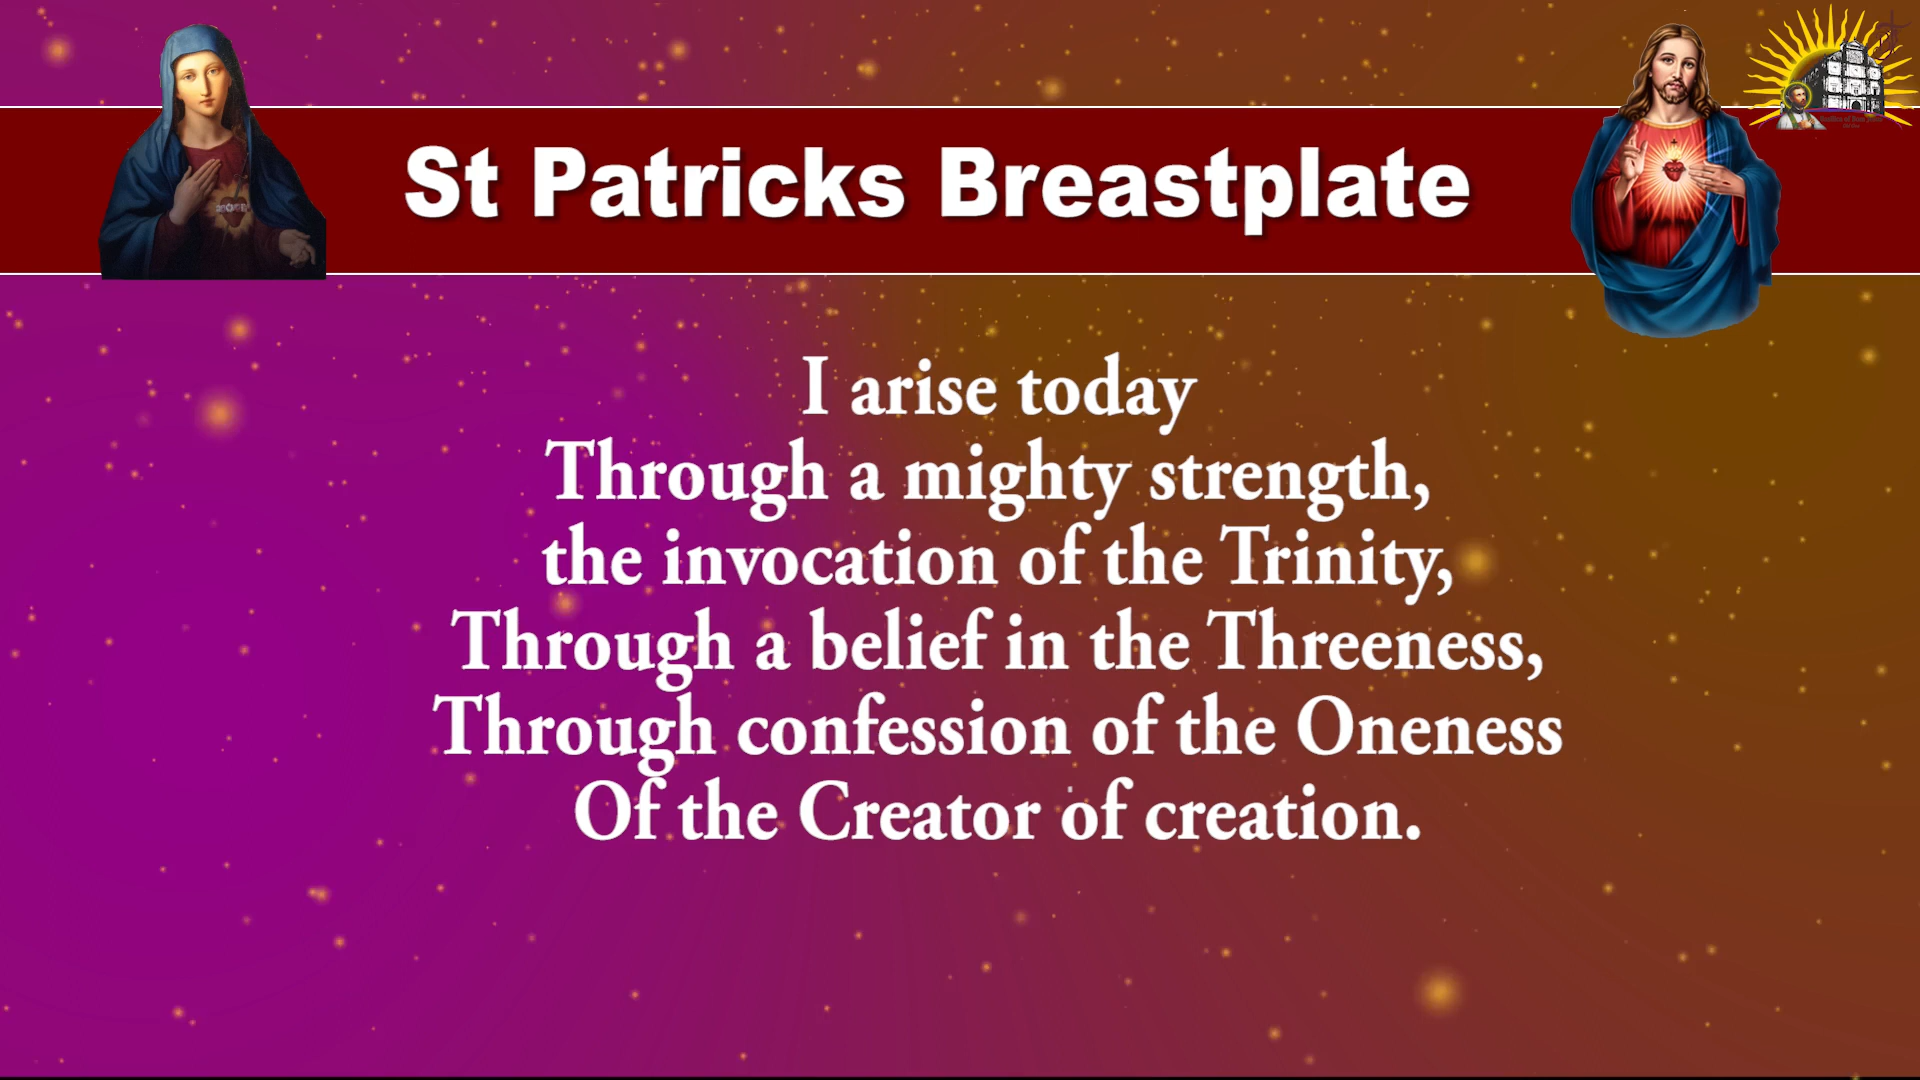 St Patricks Breastplate
I arise today
Through a mighty strength,
the invocation of the Trinity,
Through a belief in the Threeness,
Through confession of the Oneness
Of the Creator of creation.